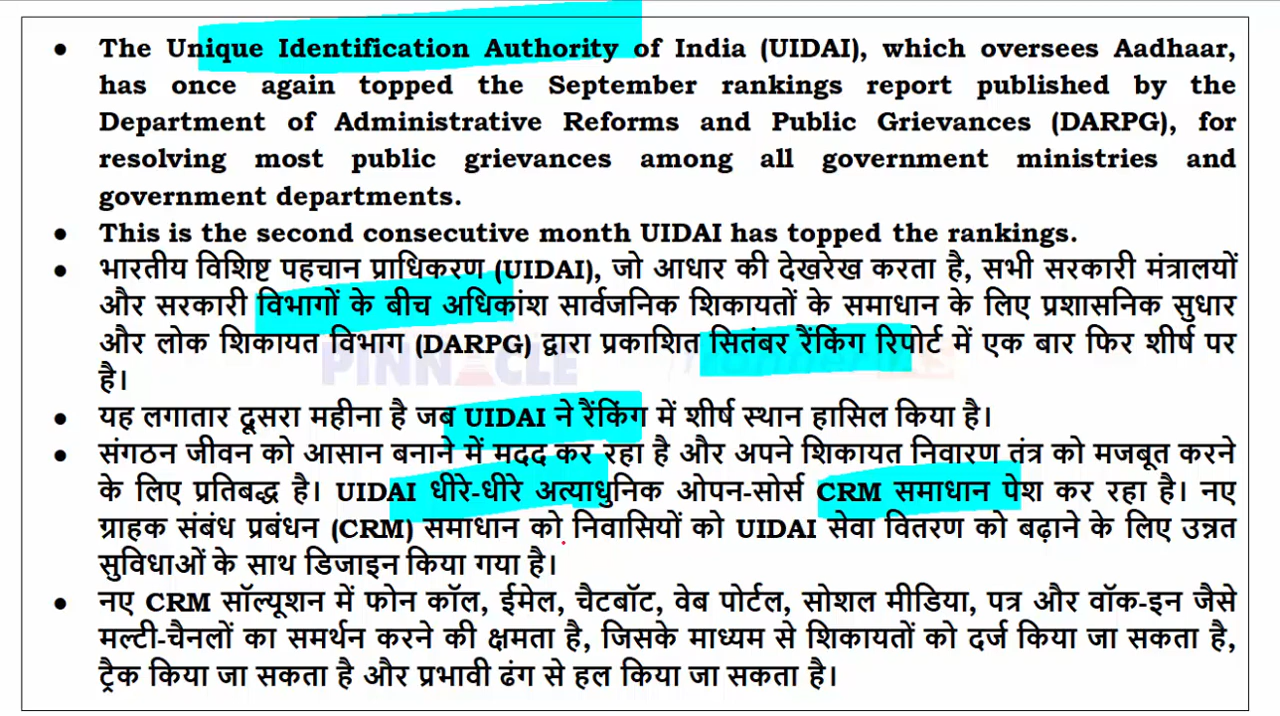 ● The Unique Identification Authority of India (UIDAI), which oversees Aadhaar,
has once again topped the September rankings report published by the
Department of Administrative Reforms and Public Grievances (DARPG), for
resolving most public grievances among all government ministries and
government departments.
● This is the second consecutive month UIDAI has topped the rankings.
● भारतीय विशिष्ट पहचान प्राधिकरण (UIDAI), जो आधार की देखरेख करता है, सभी सरकारी मंत्रालयों
और सरकारी विभागों के बीच अधिकांश सार्वजनिक शिकायतों के समाधान के लिए प्रशासनिक सुधार
और लोक शिकायत विभाग (DARPG) द्वारा प्रकाशित सितंबर रैंकिंग रिपोर्ट में एक बार फिर शीर्ष पर
है।
PINNACLE
● यह लगातार दूसरा महीना है जब UIDAI ने रैंकिंग में शीर्ष स्थान हासिल किया है।
● संगठन जीवन को आसान बनाने में मदद कर रहा है और अपने शिकायत निवारण तंत्र को मजबूत करने
के लिए प्रतिबद्ध है। UIDAI धीरे-धीरे अत्याधुनिक ओपन-सोर्स CRM समाधान पेश कर रहा है। नए
ग्राहक संबंध प्रबंधन (CRM) समाधान को निवासियों को UIDAI सेवा वितरण को बढ़ाने के लिए उन्नत
सुविधाओं के साथ डिजाइन किया गया है।
● नए CRM सॉल्यूशन में फोन कॉल, ईमेल, चैटबॉट, वेब पोर्टल, सोशल मीडिया, पत्र और वॉक-इन जैसे
मल्टी-चैनलों का समर्थन करने की क्षमता है, जिसके माध्यम से शिकायतों को दर्ज किया जा सकता है,
ट्रैक किया जा सकता है और प्रभावी ढंग से हल किया जा सकता है।